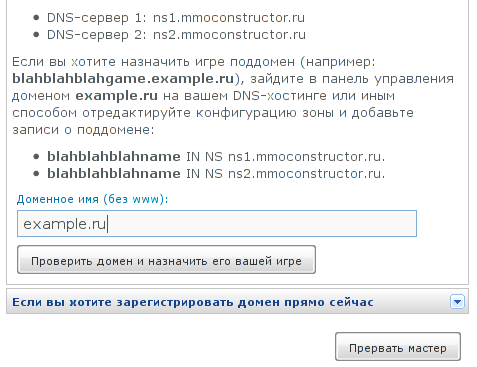 • DNS-сервер 1: ns1.mmoconstructor.ru
• DNS-сервер 2: ns2.mmoconstructor.ru
Если вы хотите назначить игре поддомен (например:
blahblahblahgame.example.ru), зайдите в панель управления
доменом example.ru на вашем DNS-хостинге или иным
способом отредактируйте конфигурацию зоны и добавьте
записи о поддомене:
• blahblahblahname IN NS ns1.mmoconstructor.ru.
• blahblahblahname IN NS ns2.mmoconstructor.ru.
Доменное имя (без www):
example.ru
Проверить домен и назначить его вашей игре
Если вы хотите зарегистрировать домен прямо сейчас
Прервать мастер